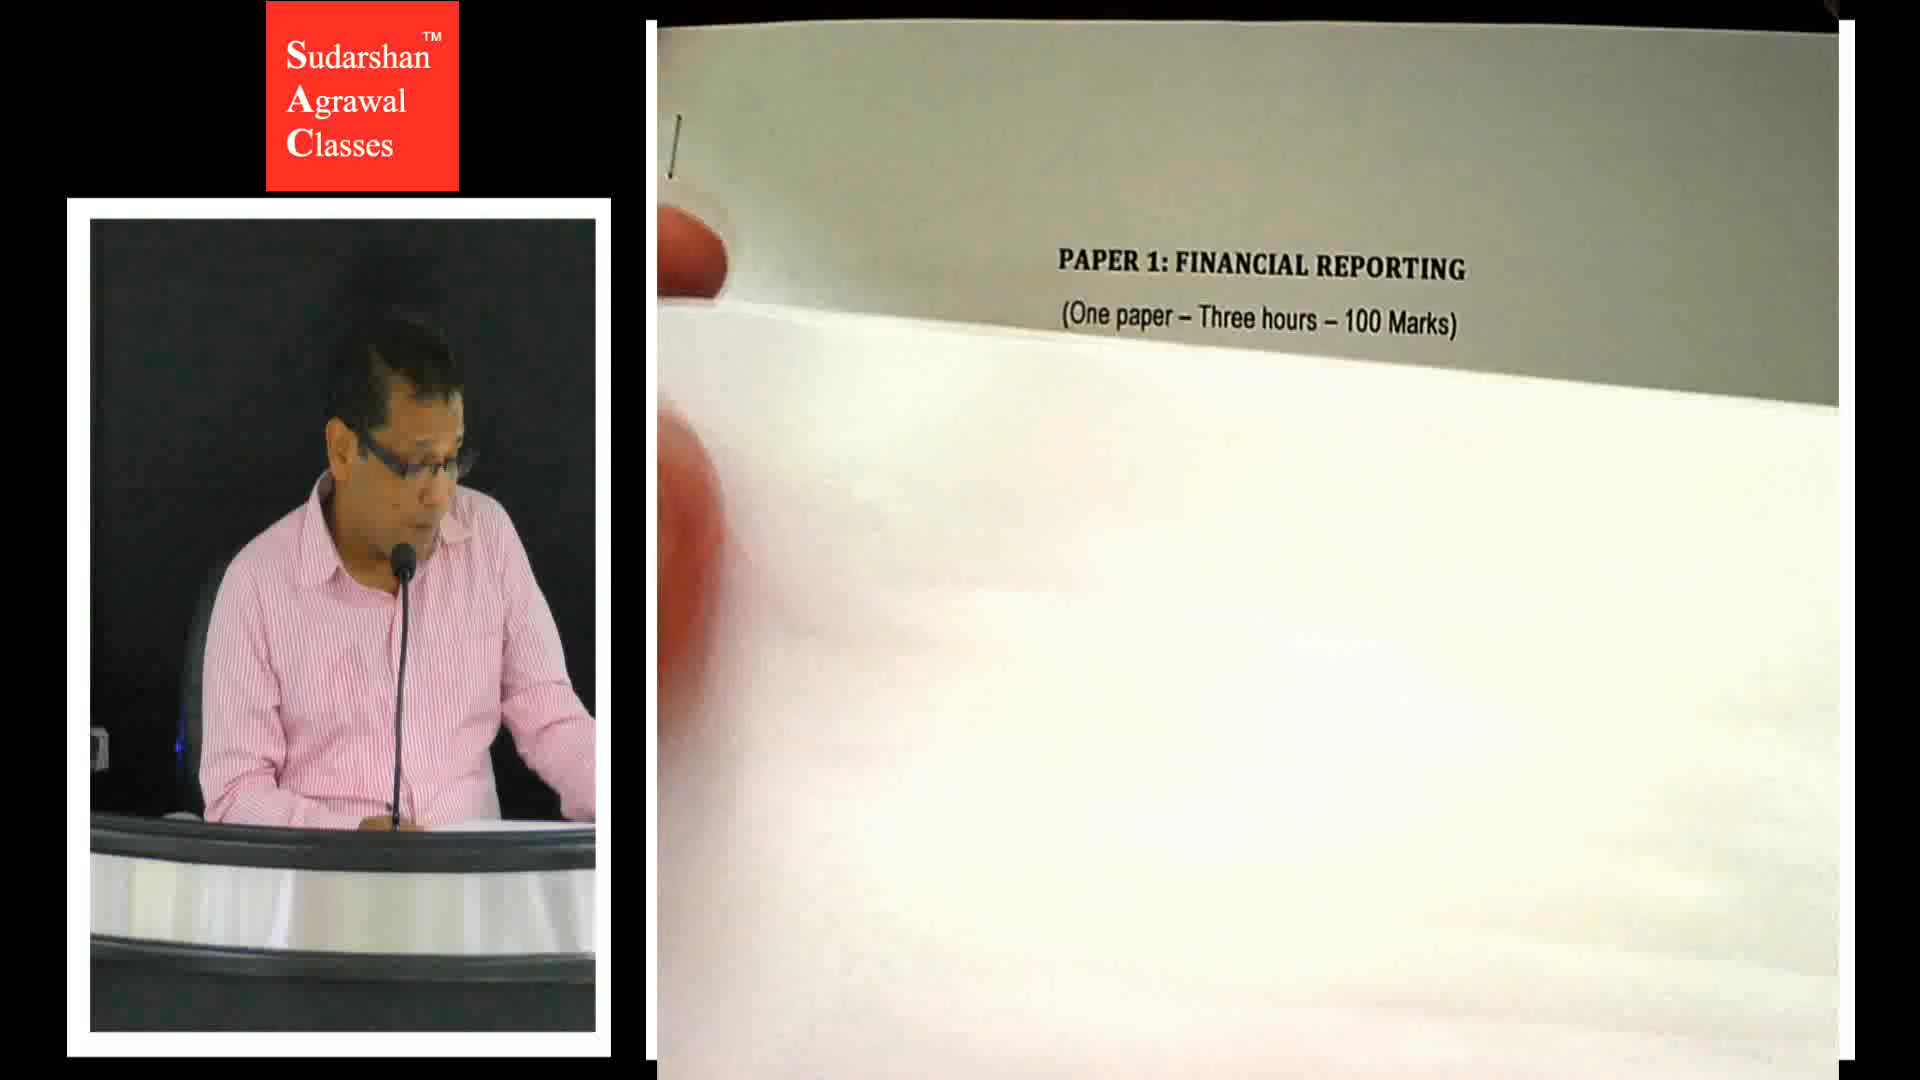 Sudarshan™
Agrawal
Classes
PAPER 1: FINANCIAL REPORTING
(One paper – Three hours – 100 Marks)